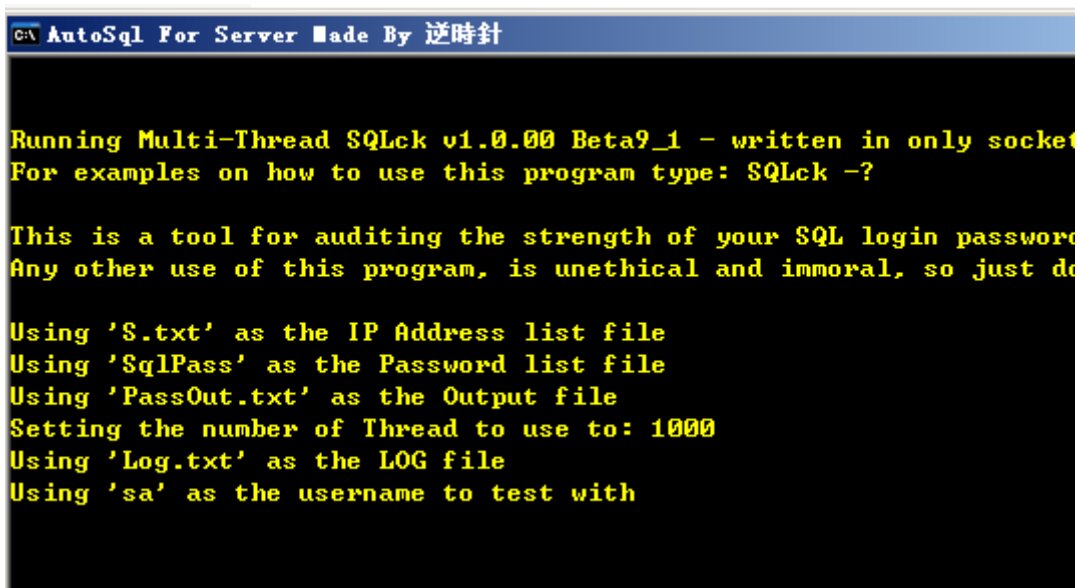 AutoSql For Server Made By 逆時針
Running Multi-Thread SQLck v1.0.00 Beta9_1 - written in only socket
For examples on how to use this program type: SQLck -?
This is a tool for auditing the strength of your SQL login password
Any other use of this program, is unethical and immoral, so just do
Using 'S.txt' as the IP Address list file
Using 'SqlPass' as the Password list file
Using 'PassOut.txt' as the Output file
Setting the number of Thread to use to: 1000
Using 'Log.txt' as the LOG file
Using 'sa' as the username to test with